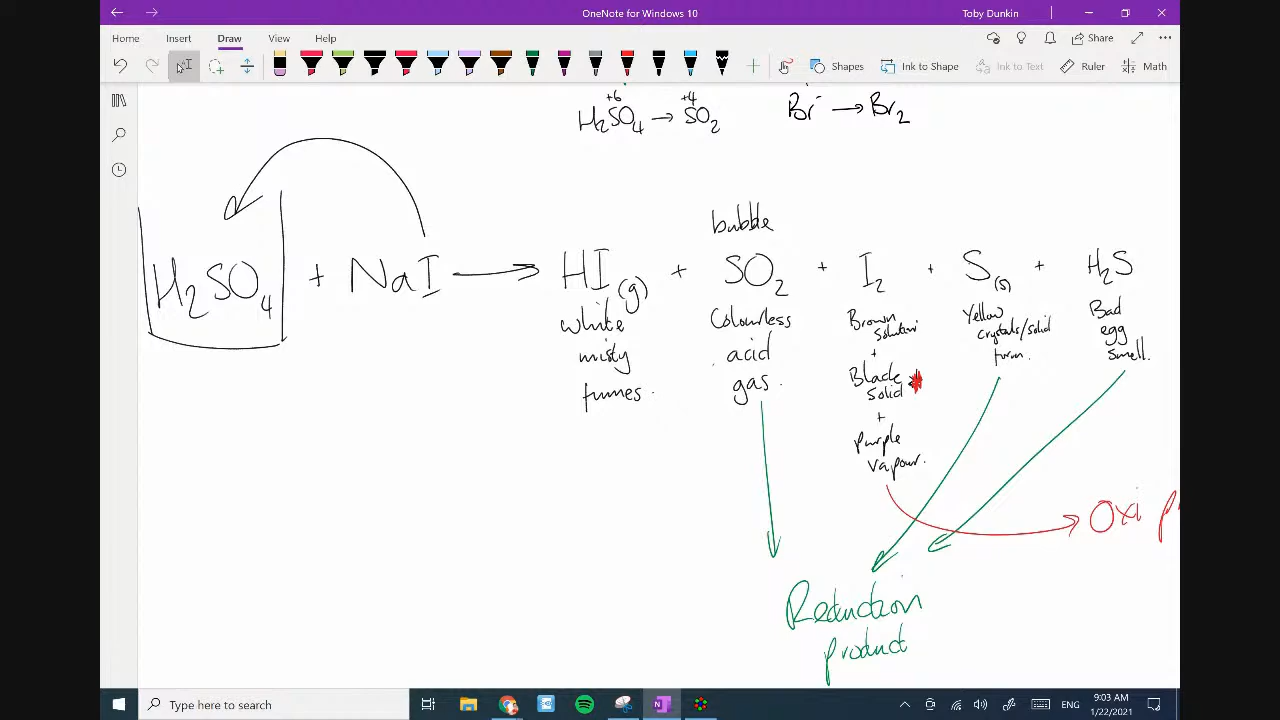 OneNote for Windows 10
Toby Dunkin
Home Insert Draw View Help
Share
Shapes
Ink to Shape
Ink to Text
Ruler
Math
+6 +4
H₂SO₄ → SO₂
Br⁻ → Br₂
bubble
H₂SO₄ + NaI → HI(g) + SO₂ + I₂ + S(s) + H₂S
white
misty
fumes.
Colourless
acid
gas.
Brown
solution
+
Black
solid
+
purple
vapour.
Yellow
crystals/solid
form.
Bad
egg
smell.
Oxi
Reduction
product
Type here to search
ENG
9:03 AM
1/22/2021